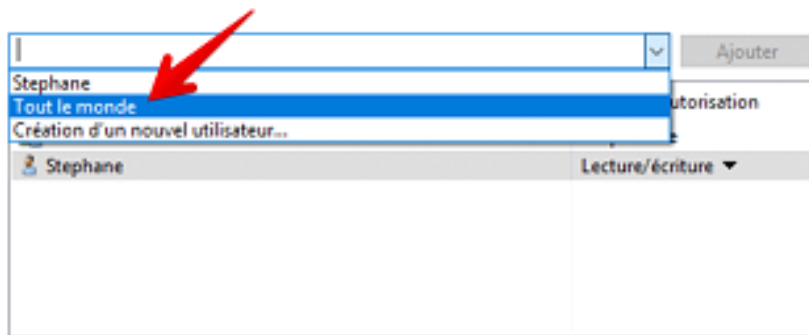 Ajouter
Stephane
Tout le monde
utorisation
Création d'un nouvel utilisateur...
Stephane Lecture/écriture